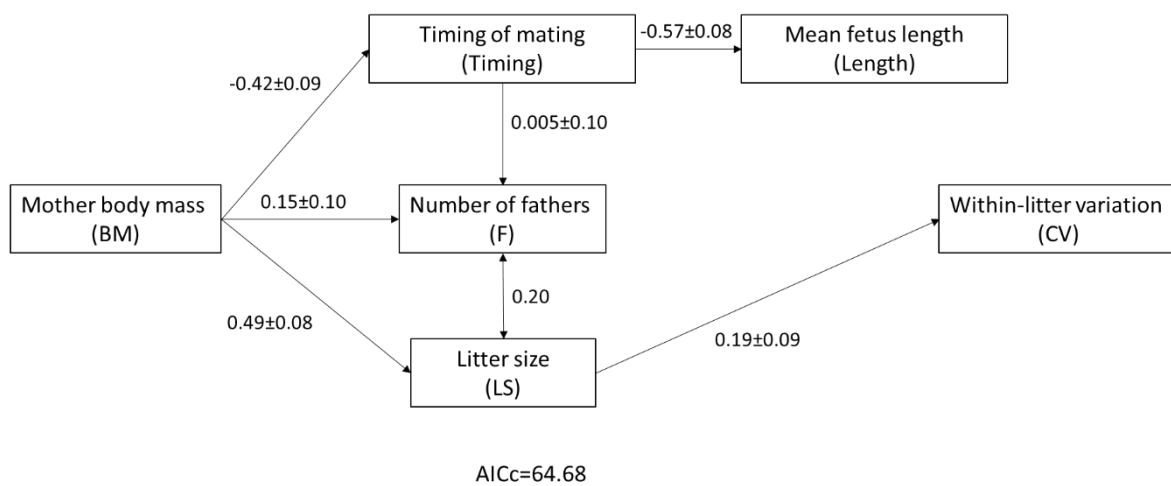 Timing of mating
(Timing)
-0.57±0.08
Mean fetus length
(Length)
-0.42±0.09
0.005±0.10
Mother body mass
(BM)
0.15±0.10
Number of fathers
(F)
Within-litter variation
(CV)
0.20
0.49±0.08
0.19±0.09
Litter size
(LS)
AICc=64.68